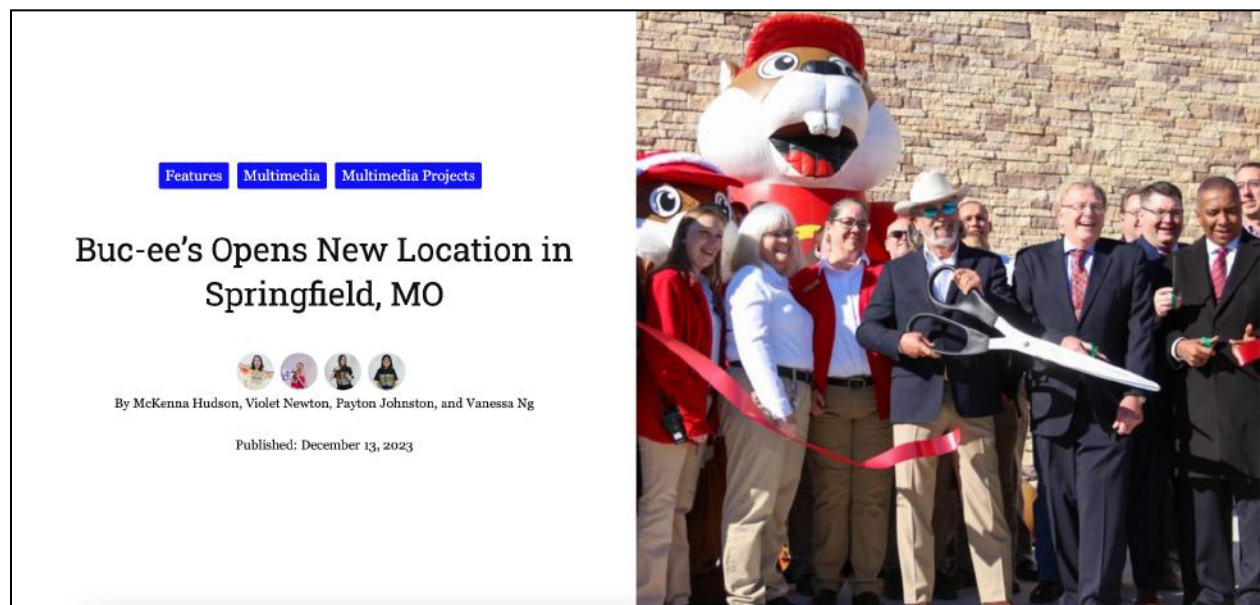 Features Multimedia Multimedia Projects
Buc-ee’s Opens New Location in
Springfield, MO
By McKenna Hudson, Violet Newton, Payton Johnston, and Vanessa Ng
Published: December 13, 2023